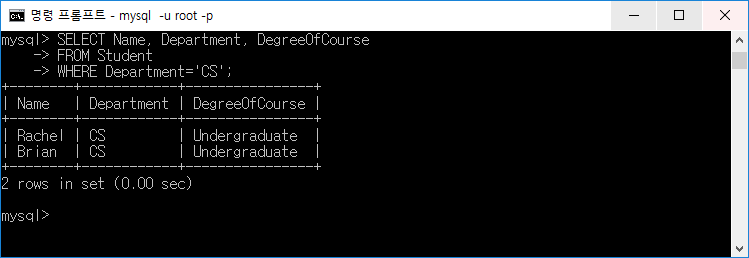 명령 프롬프트 - mysql -u root -p
mysql> SELECT Name, Department, DegreeOfCourse
    -> FROM Student
    -> WHERE Department='CS';
+--------+------------+----------------+
| Name   | Department | DegreeOfCourse |
+--------+------------+----------------+
| Rachel | CS         | Undergraduate  |
| Brian  | CS         | Undergraduate  |
+--------+------------+----------------+
2 rows in set (0.00 sec)
mysql>